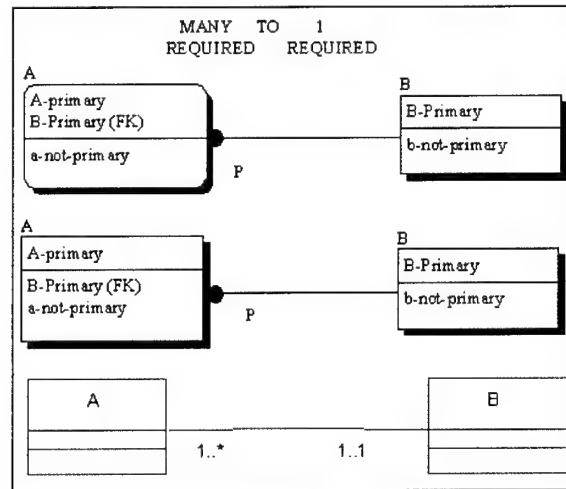 MANY TO 1
REQUIRED REQUIRED
A
A-primary
B-Primary (FK)
a-not-primary
P
B
B-Primary
b-not-primary
A
A-primary
B-Primary (FK)
a-not-primary
P
B
B-Primary
b-not-primary
A
B
1..*
1..1